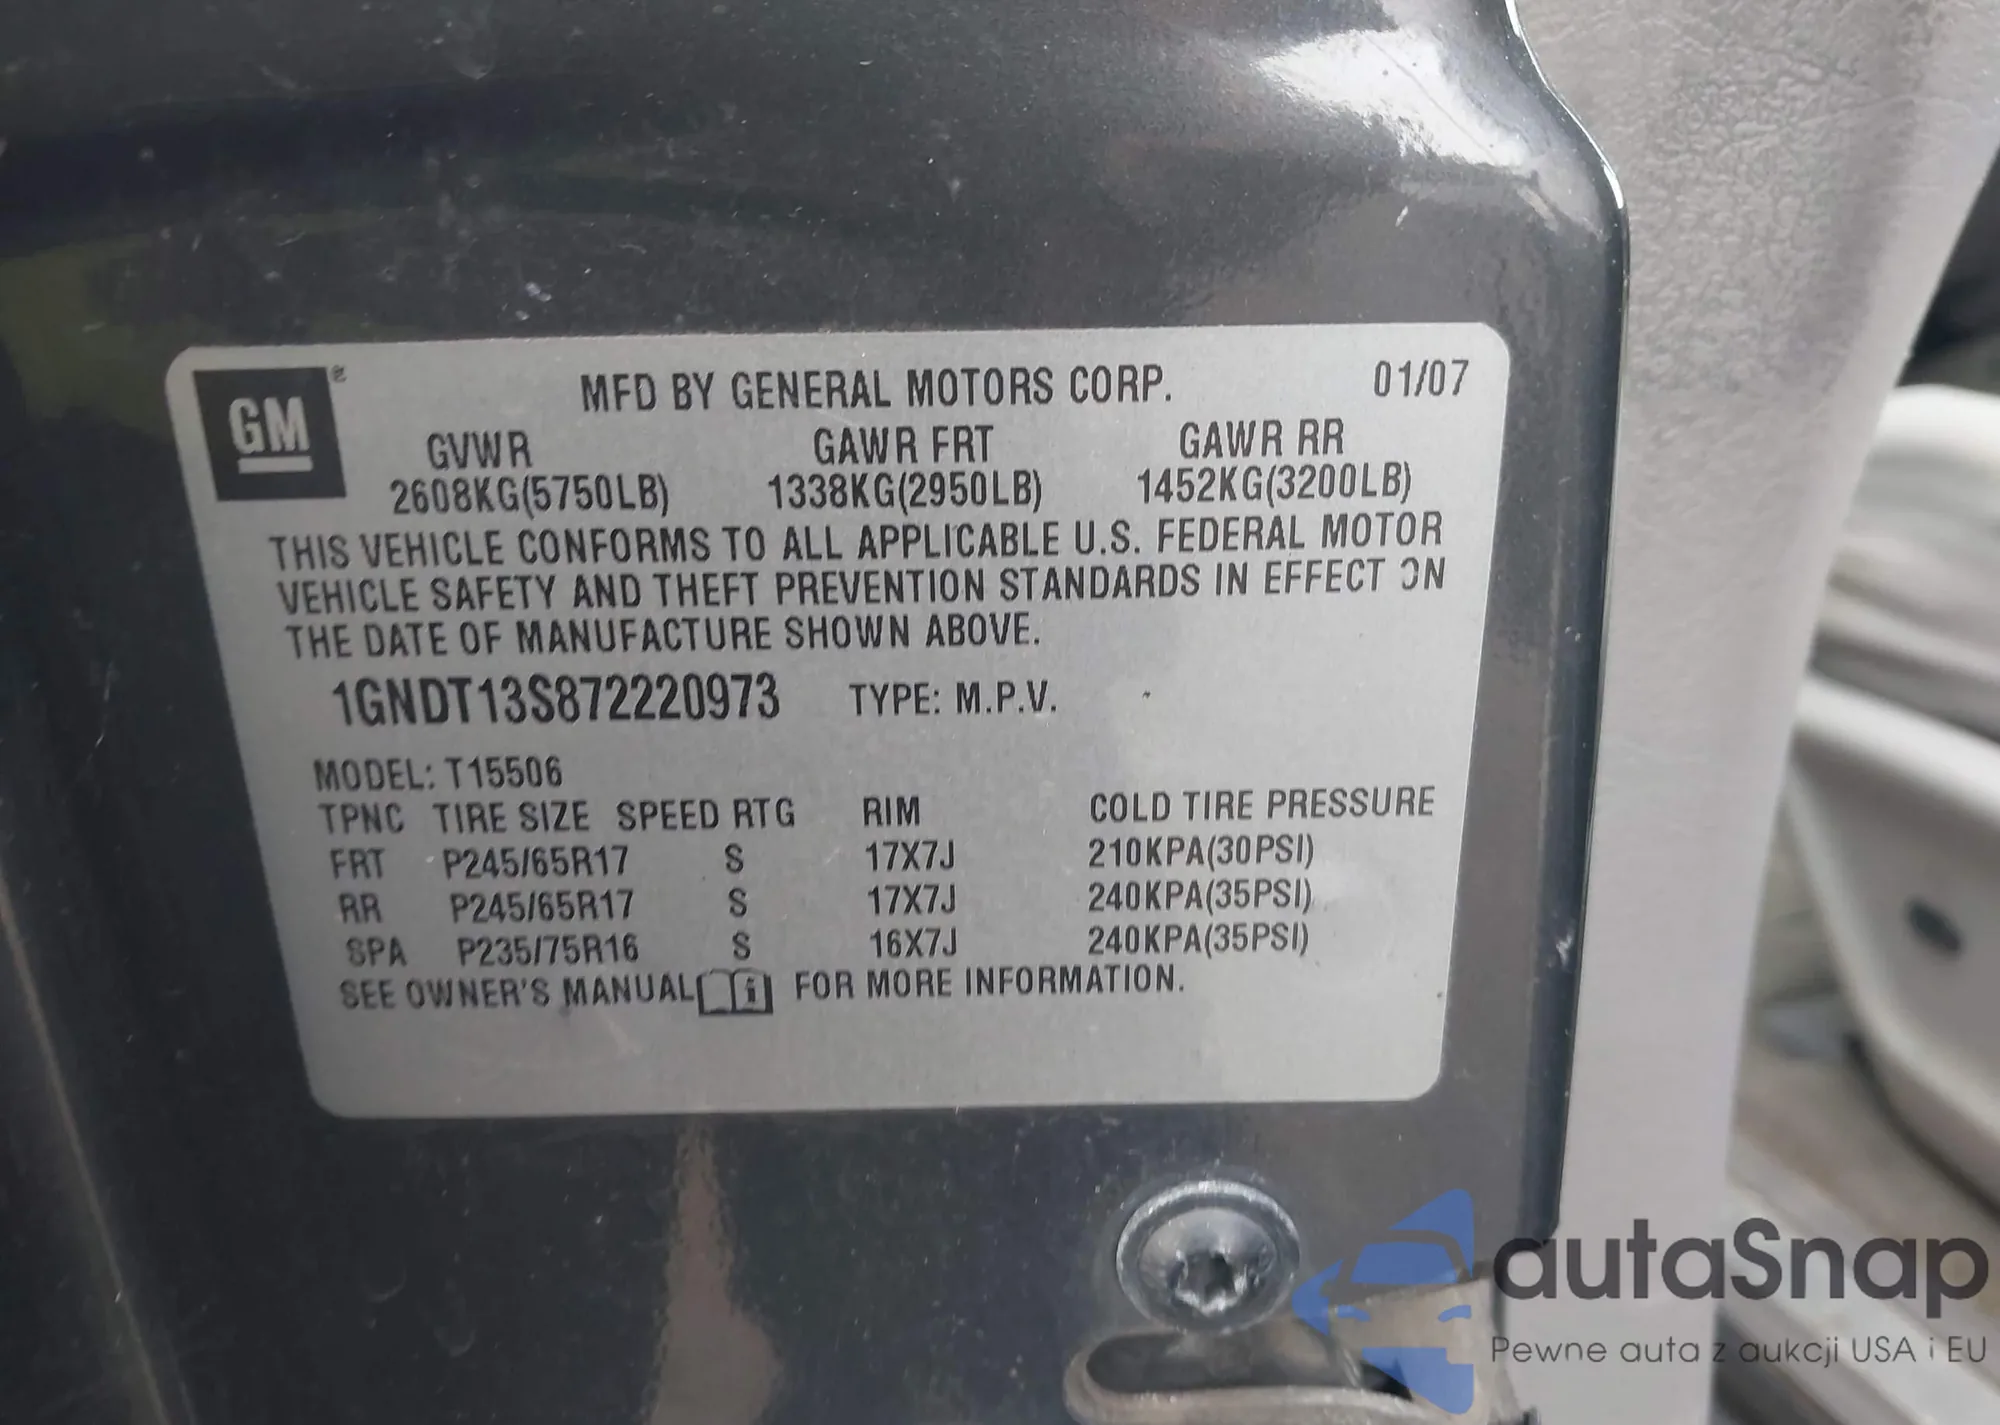 GM ®
MFD BY GENERAL MOTORS CORP. 01/07
GVWR GAWR FRT GAWR RR
2608KG(5750LB) 1338KG(2950LB) 1452KG(3200LB)
THIS VEHICLE CONFORMS TO ALL APPLICABLE U.S. FEDERAL MOTOR
VEHICLE SAFETY AND THEFT PREVENTION STANDARDS IN EFFECT ON
THE DATE OF MANUFACTURE SHOWN ABOVE.
1GNDT13S872220973 TYPE: M.P.V.
MODEL: T15506
TPNC TIRE SIZE SPEED RTG RIM COLD TIRE PRESSURE
FRT P245/65R17 S 17X7J 210KPA(30PSI)
RR P245/65R17 S 17X7J 240KPA(35PSI)
SPA P235/75R16 S 16X7J 240KPA(35PSI)
SEE OWNER'S MANUAL i FOR MORE INFORMATION.
autaSnap
Pewne auta z aukcji USA i EU